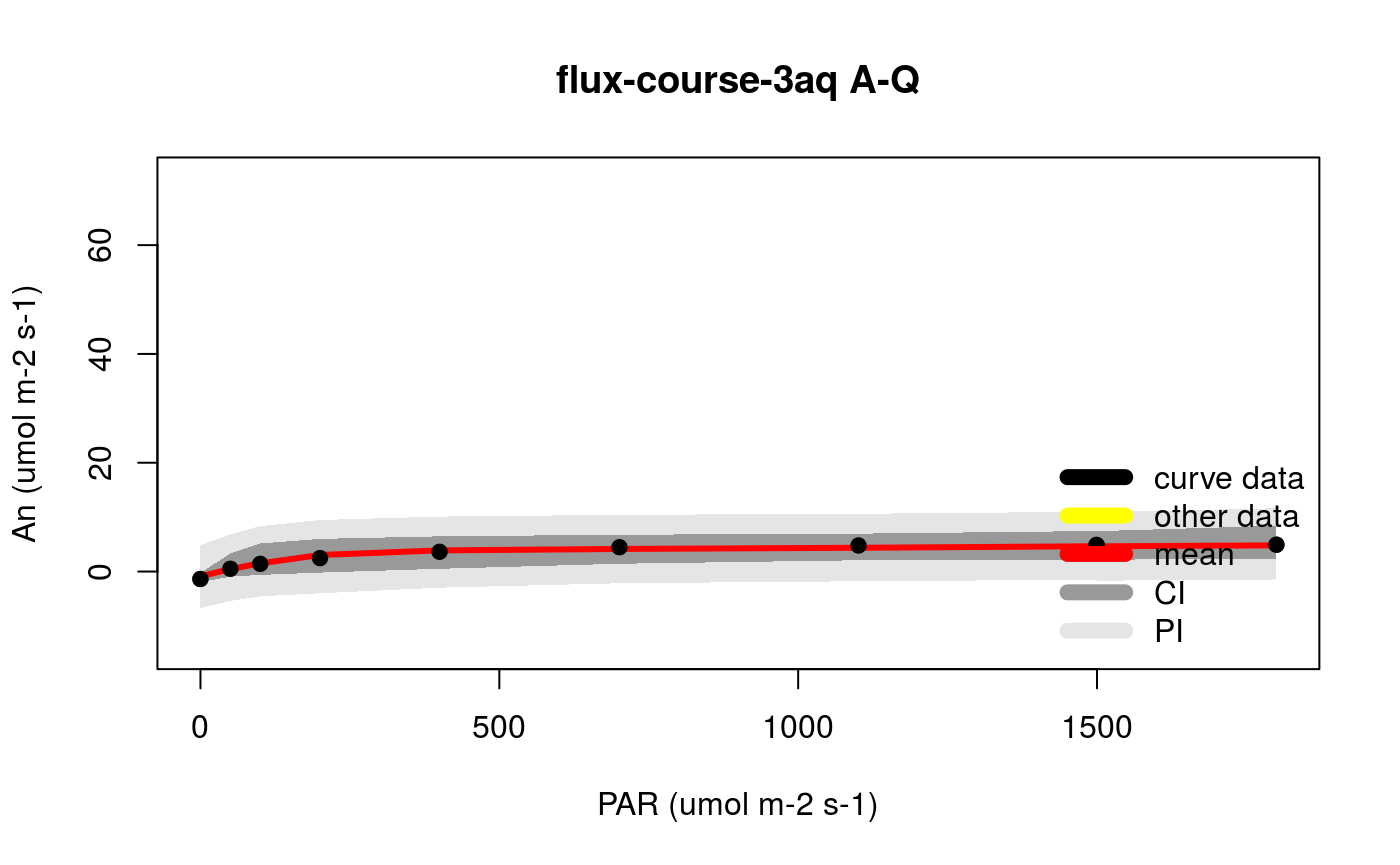 flux-course-3aq A-Q
An (umol m-2 s-1)
60
40
20
0
curve data
other data
mean
CI
PI
0 500 1000 1500
PAR (umol m-2 s-1)